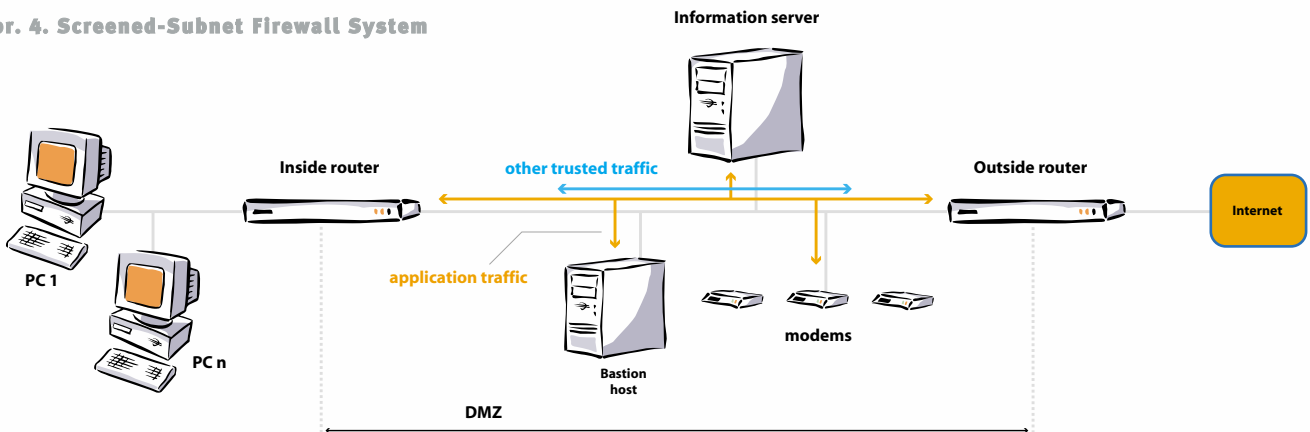 4. Screened-Subnet Firewall System
Information server
Inside router
other trusted traffic
Outside router
Internet
application traffic
PC 1
PC n
modems
Bastion
host
DMZ